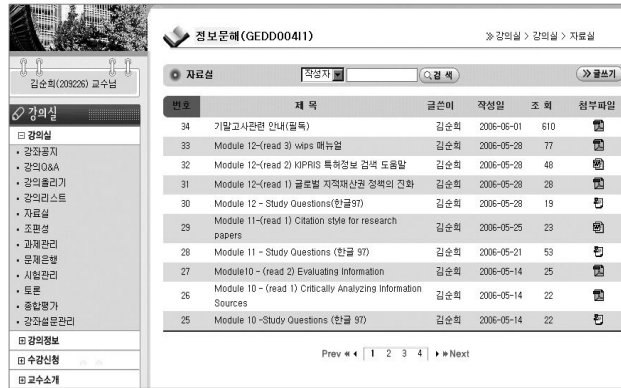 정보문해(GEDD004I1)
≫ 강의실 > 강의실 > 자료실
김순희(209226) 교수님
자료실
작성자
검 색
≫ 글쓰기
강의실
강의실
강좌공지
강의Q&A
강의올리기
강의리스트
자료실
조편성
과제관리
문제은행
시험관리
토론
종합평가
강좌설문관리
강의정보
수강신청
교수소개
번호 제 목 글쓴이 작성일 조 회 첨부파일
34 기말고사관련 안내(필독) 김순희 2006-06-01 610
33 Module 12-(read 3) wips 매뉴얼 김순희 2006-05-28 77
32 Module 12-(read 2) KIPRIS 특허정보 검색 도움말 김순희 2006-05-28 48
31 Module 12-(read 1) 글로벌 지적재산권 정책의 진화 김순희 2006-05-28 28
30 Module 12 - Study Questions(한글97) 김순희 2006-05-28 19
29 Module 11-(read 1) Citation style for research
papers 김순희 2006-05-25 23
28 Module 11 - Study Questions (한글 97) 김순희 2006-05-21 53
27 Module10 - (read 2) Evaluating Information 김순희 2006-05-14 25
26 Module 10 - (read 1) Critically Analyzing Information
Sources 김순희 2006-05-14 22
25 Module 10 -Study Questions (한글 97) 김순희 2006-05-14 22
Prev 1 2 3 4 Next